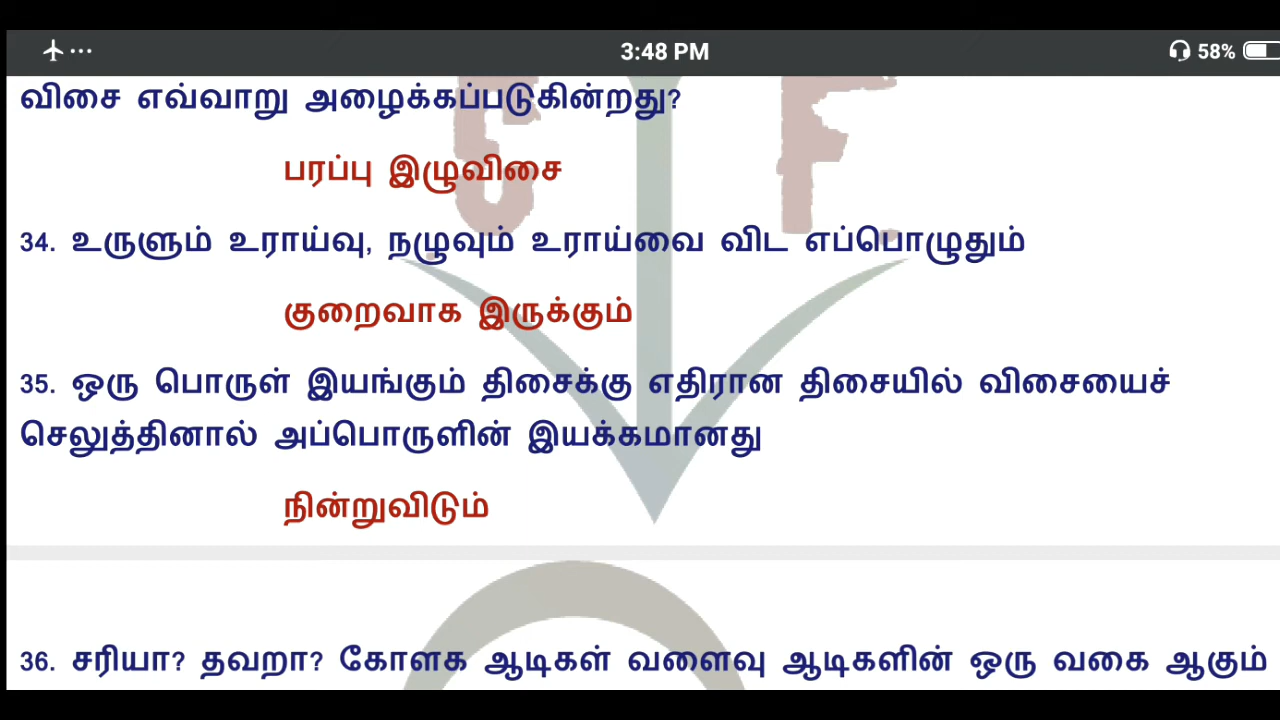 3:48 PM
58%
விசை எவ்வாறு அழைக்கப்படுகின்றது?
பரப்பு இழுவிசை
34. உருளும் உராய்வு, நழுவும் உராய்வை விட எப்பொழுதும்
குறைவாக இருக்கும்
35. ஒரு பொருள் இயங்கும் திசைக்கு எதிரான திசையில் விசையைச்
செலுத்தினால் அப்பொருளின் இயக்கமானது
நின்றுவிடும்
36. சரியா? தவறா? கோளக ஆடிகள் வளைவு ஆடிகளின் ஒரு வகை ஆகும்